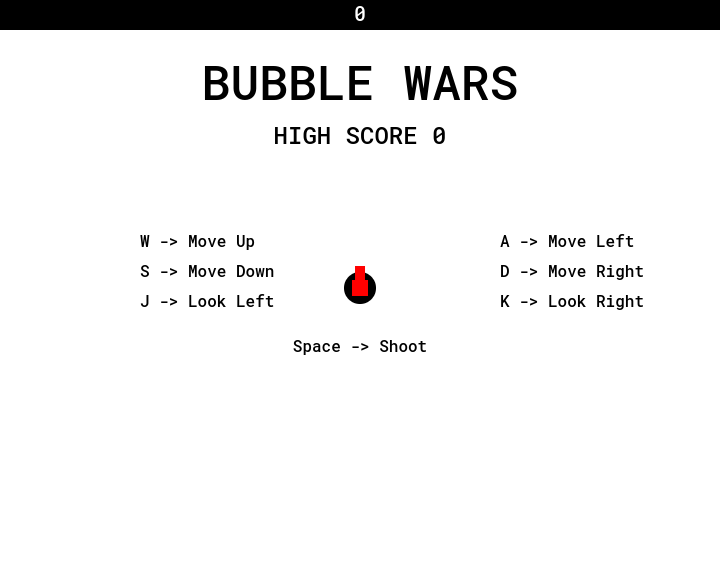 0
BUBBLE WARS
HIGH SCORE 0
W -> Move Up
A -> Move Left
S -> Move Down
D -> Move Right
J -> Look Left
K -> Look Right
Space -> Shoot